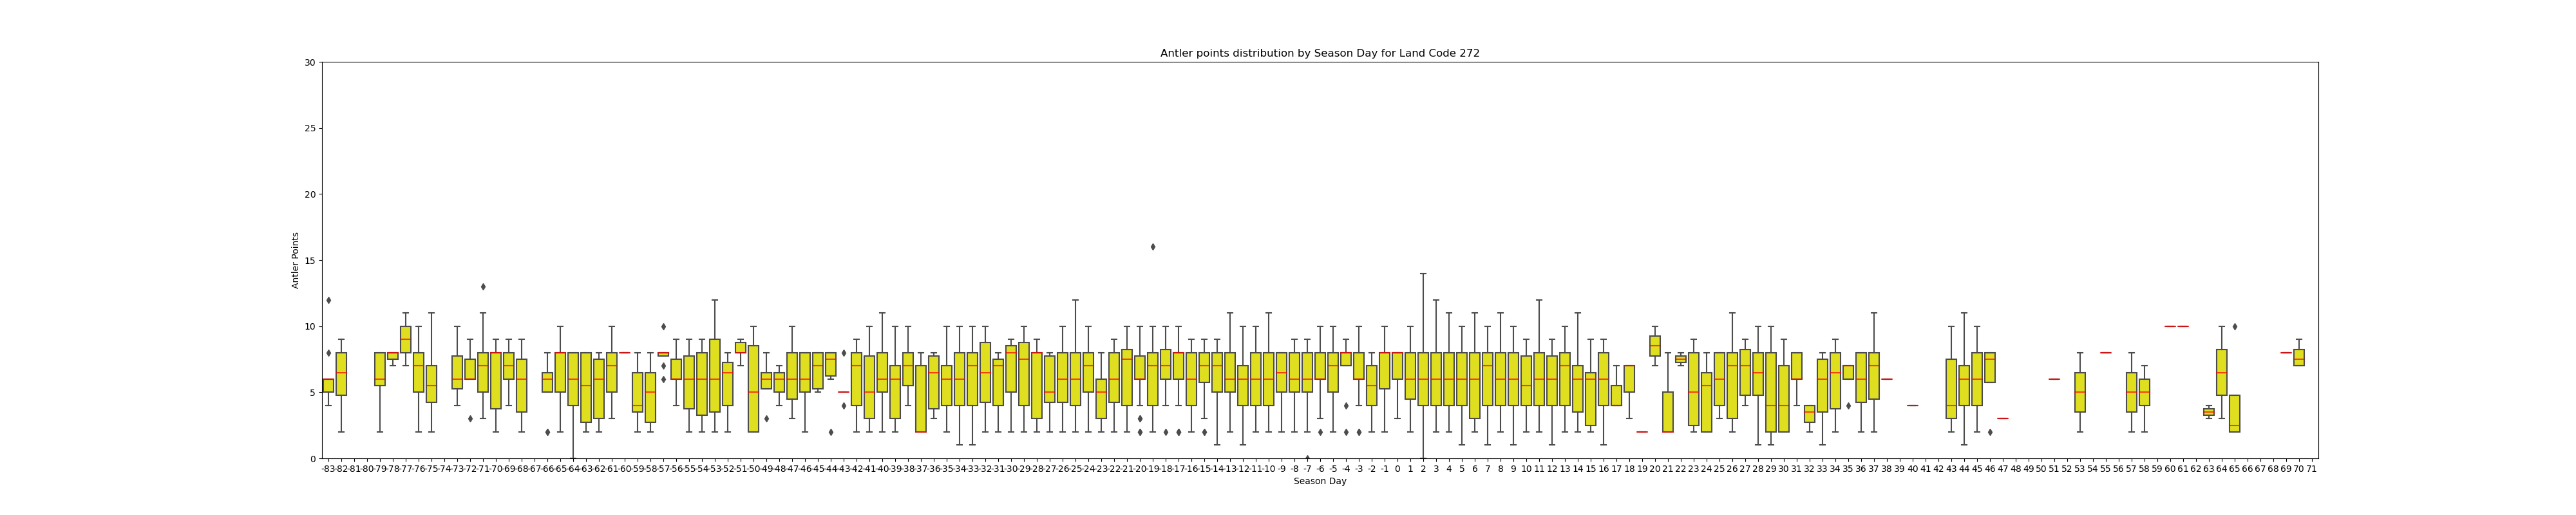 Antler points distribution by Season Day for Land Code 272
30
25
20
15
10
5
0
Antler Points
-83-82-81-80-79-78-77-76-75-74-73-72-71-70-69-68-67-66-65-64-63-62-61-60-59-58-57-56-55-54-53-52-51-50-49-48-47-46-45-44-43-42-41-40-39-38-37-36-35-34-33-32-31-30-29-28-27-26-25-24-23-22-21-20-19-18-17-16-15-14-13-12-11-10 -9 -8 -7 -6 -5 -4 -3 -2 -1 0 1 2 3 4 5 6 7 8 9 10 11 12 13 14 15 16 17 18 19 20 21 22 23 24 25 26 27 28 29 30 31 32 33 34 35 36 37 38 39 40 41 42 43 44 45 46 47 48 49 50 51 52 53 54 55 56 57 58 59 60 61 62 63 64 65 66 67 68 69 70 71
Season Day